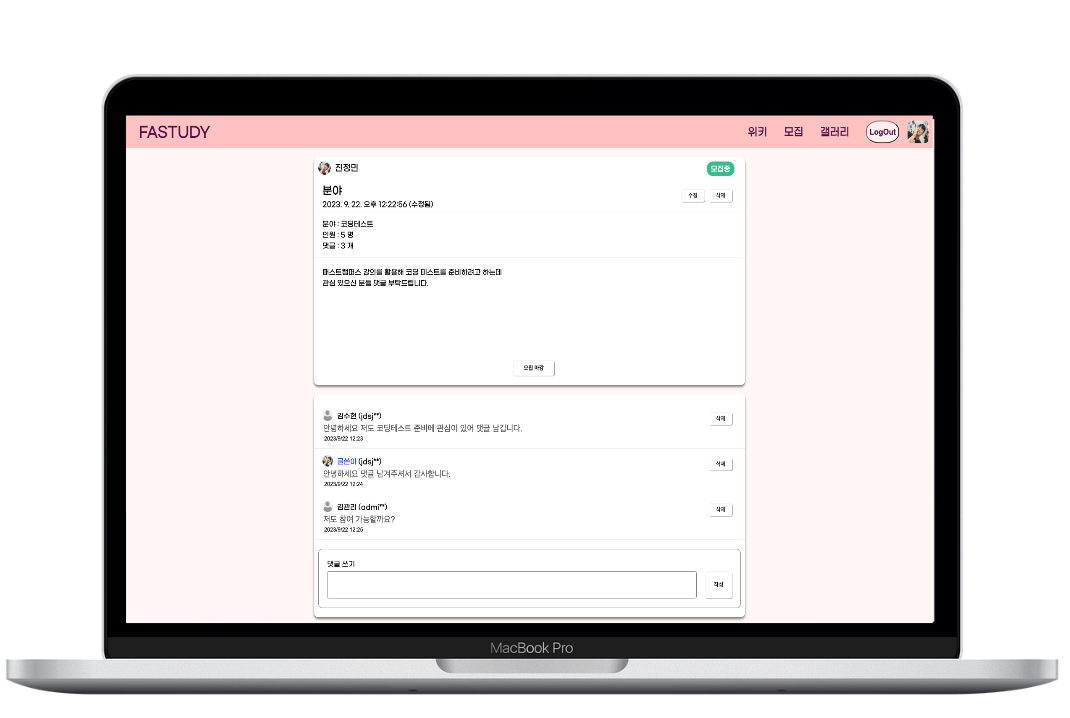 FASTUDY
위키 모집 갤러리 LogOut
진정민 모집중
분야
2023. 9. 22. 오후 12:22:56 (수정됨)
수정 삭제
분야 : 코딩테스트
인원 : 5 명
댓글 : 3 개
패스트캠퍼스 강의를 활용해 코딩 테스트를 준비하려고 하는데
관심 있으신 분들 댓글 부탁드립니다.
모집 마감
김수현 (jdsj**) 삭제
안녕하세요 저도 코딩테스트 준비에 관심이 있어 댓글 남깁니다.
2023/9/22 12:23
글쓴이 (jdsj**) 삭제
안녕하세요 댓글 남겨주셔서 감사합니다.
2023/9/22 12:24
김관리 (admi**) 삭제
저도 참여 가능할까요?
2023/9/22 12:25
댓글 쓰기
작성
MacBook Pro